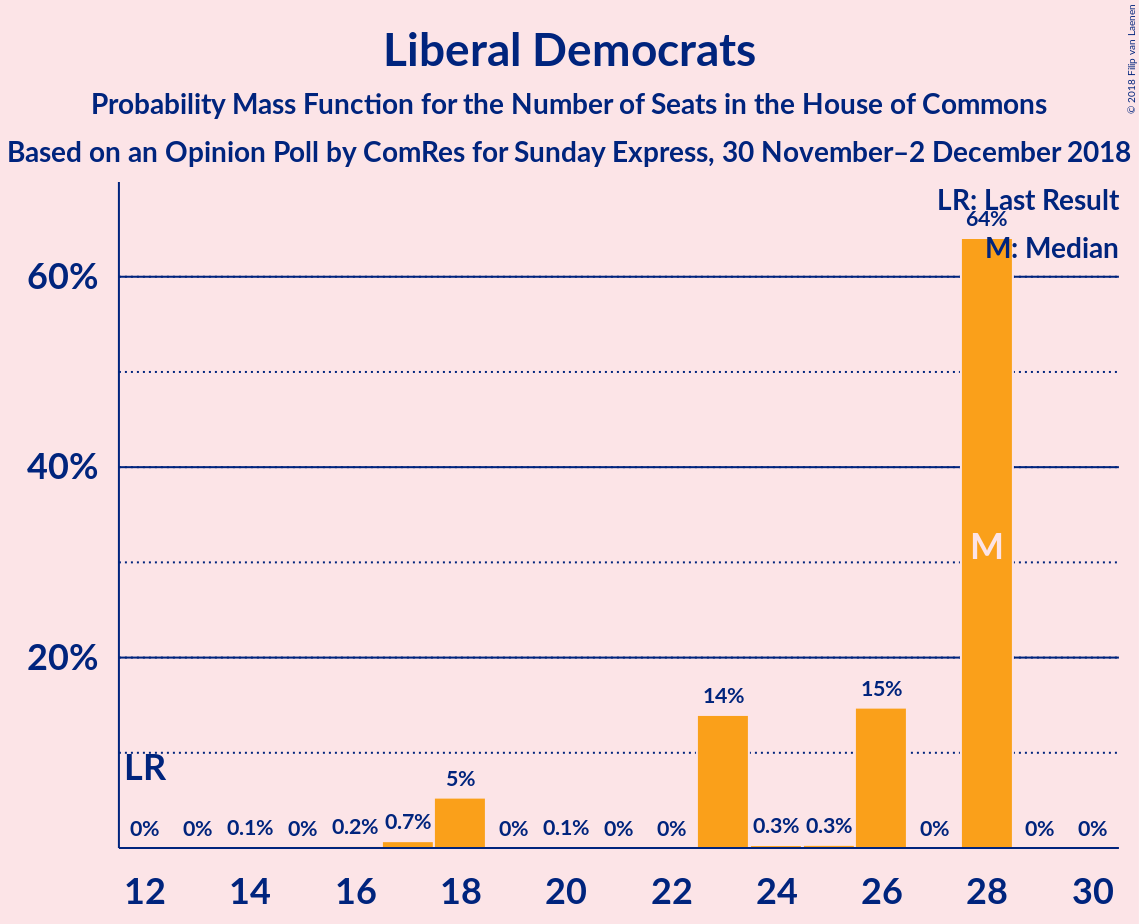 Liberal Democrats
Probability Mass Function for the Number of Seats in the House of Commons
Based on an Opinion Poll by ComRes for Sunday Express, 30 November–2 December 2018
© 2018 Filip van Laenen
LR: Last Result
M: Median
60%
40%
20%
LR
M
0% 0% 0.1% 0% 0.2% 0.7% 5% 0% 0.1% 0% 0% 14% 0.3% 0.3% 15% 0% 64% 0% 0%
12 14 16 18 20 22 24 26 28 30